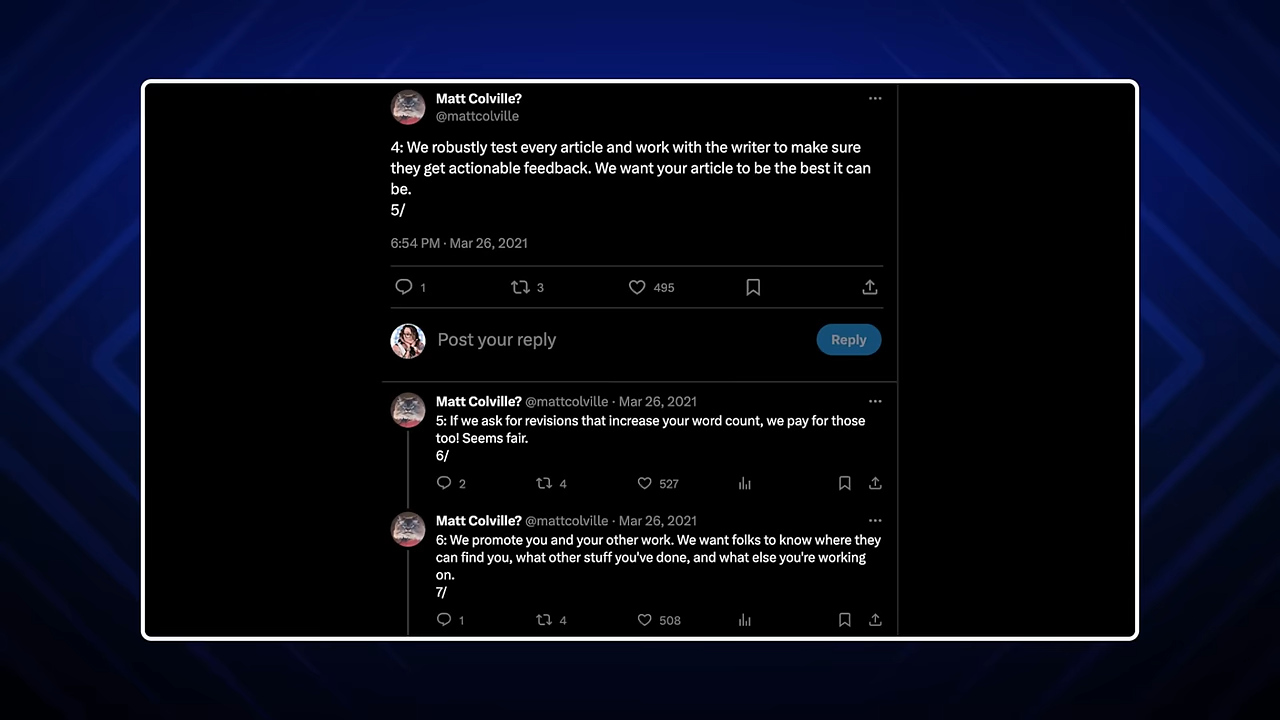 Matt Colville?
@mattcolville
4: We robustly test every article and work with the writer to make sure
they get actionable feedback. We want your article to be the best it can
be.
5/
6:54 PM · Mar 26, 2021
1 3 495
Post your reply Reply
Matt Colville? @mattcolville · Mar 26, 2021
5: If we ask for revisions that increase your word count, we pay for those
too! Seems fair.
6/
2 4 527
Matt Colville? @mattcolville · Mar 26, 2021
6: We promote you and your other work. We want folks to know where they
can find you, what other stuff you've done, and what else you're working
on.
7/
1 4 508